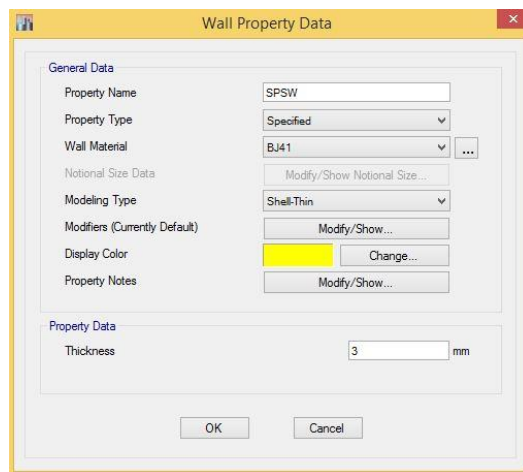 Wall Property Data
General Data
Property Name SPSW
Property Type Specified
Wall Material BJ41 ...
Notional Size Data Modify/Show Notional Size...
Modeling Type Shell-Thin
Modifiers (Currently Default) Modify/Show...
Display Color Change...
Property Notes Modify/Show...
Property Data
Thickness 3 mm
OK Cancel